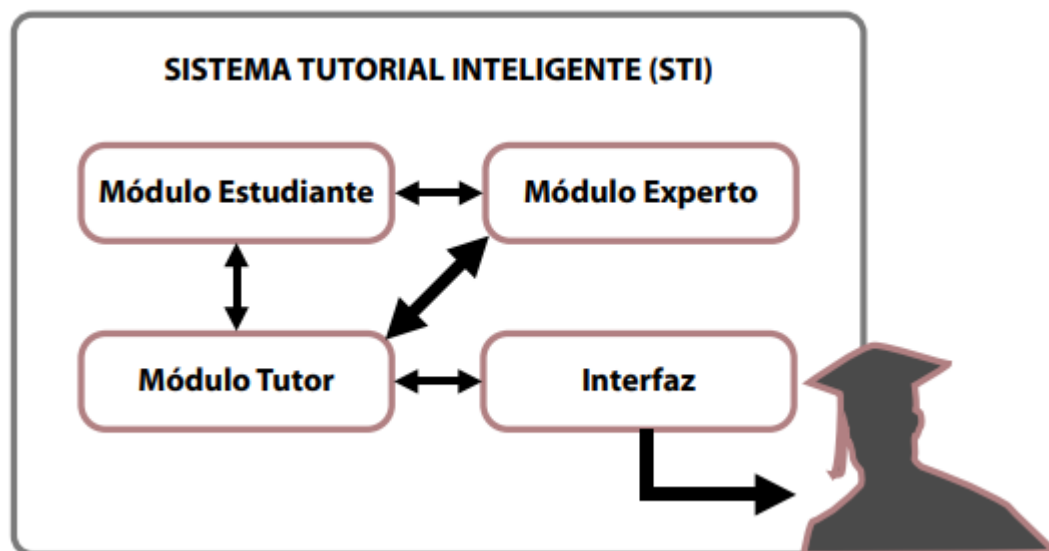 SISTEMA TUTORIAL INTELIGENTE (STI)
Módulo Estudiante
Módulo Experto
Módulo Tutor
Interfaz